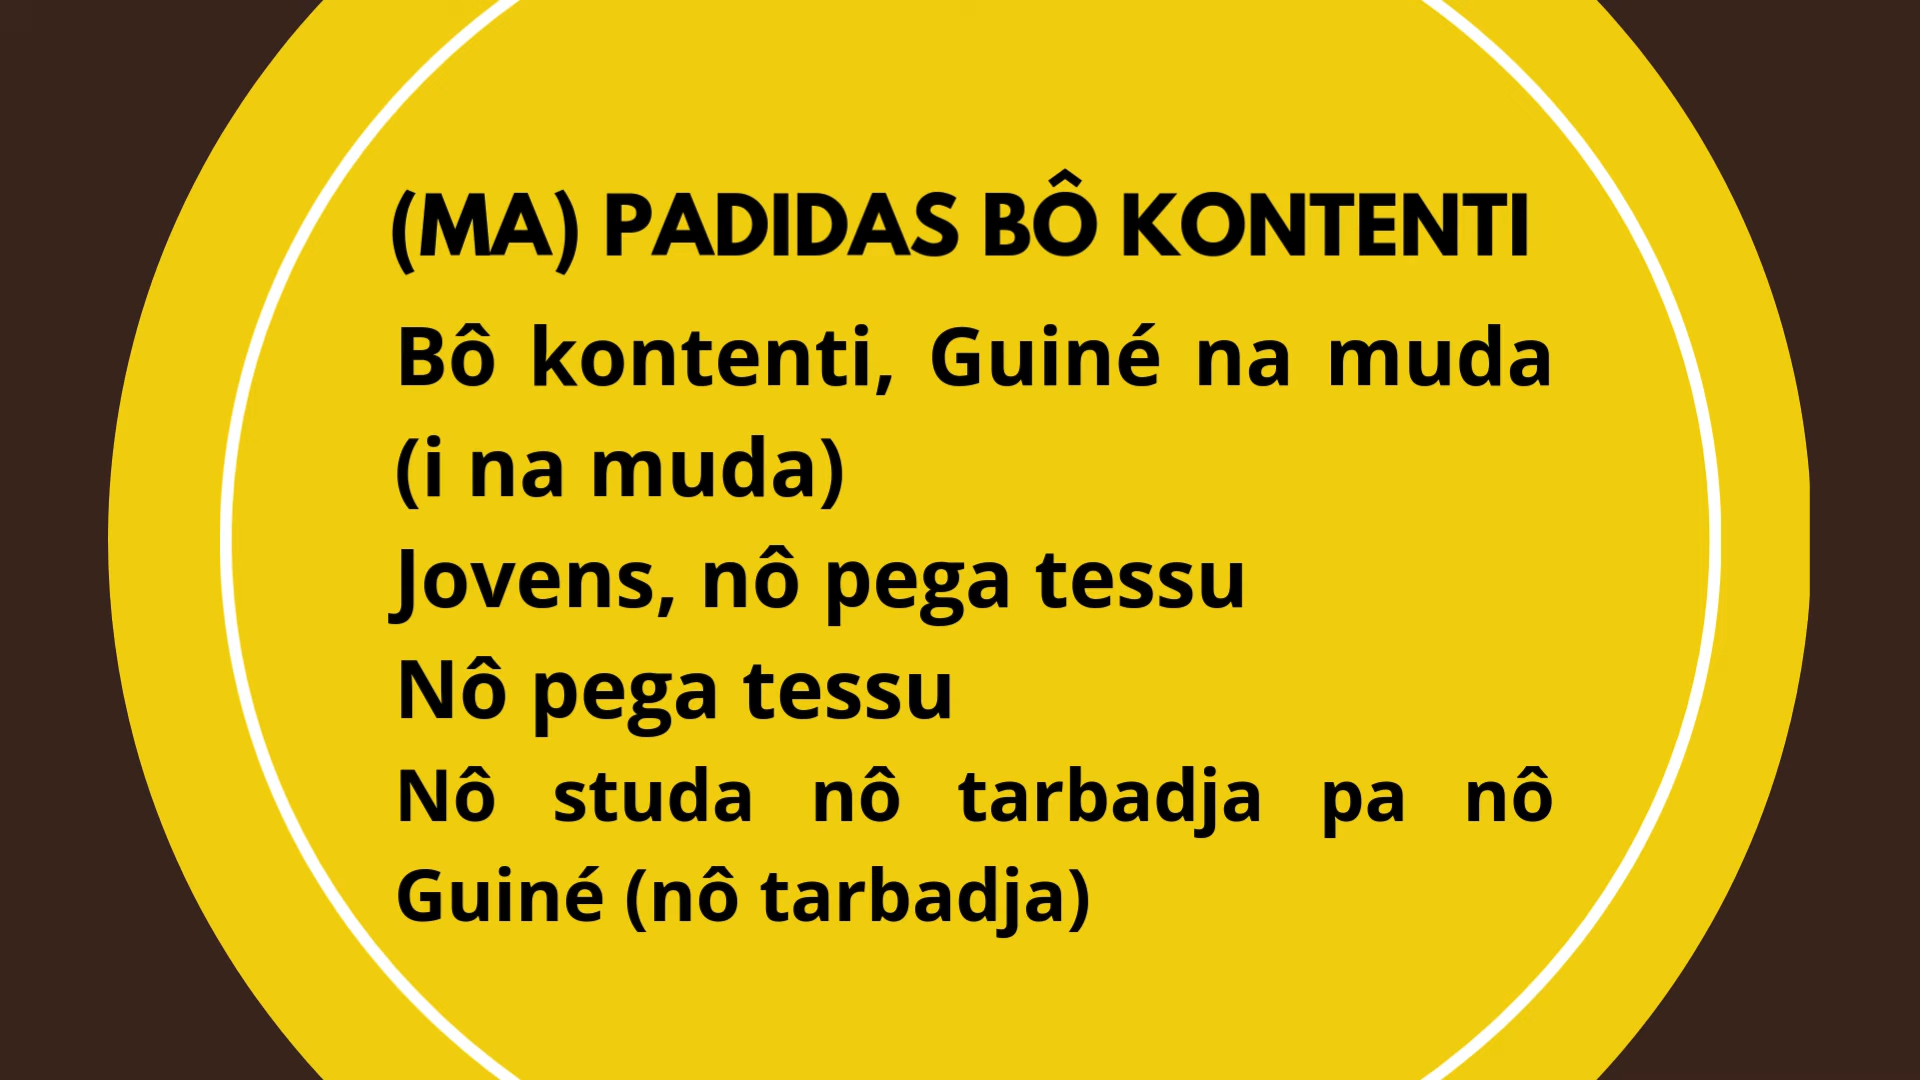 (MA) PADIDAS BÔ KONTENTI
Bô kontenti, Guiné na muda
(i na muda)
Jovens, nô pega tessu
Nô pega tessu
Nô studa nô tarbadja pa nô
Guiné (nô tarbadja)